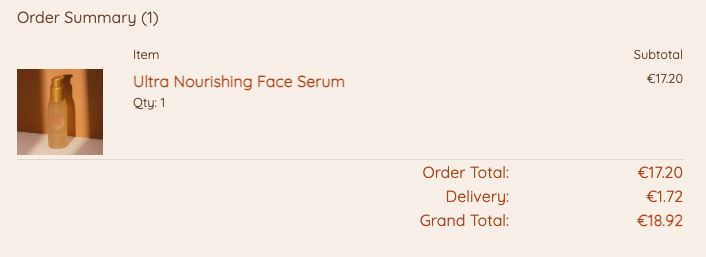 Order Summary (1)
Item Subtotal
Ultra Nourishing Face Serum €17.20
Qty: 1
Order Total: €17.20
Delivery: €1.72
Grand Total: €18.92